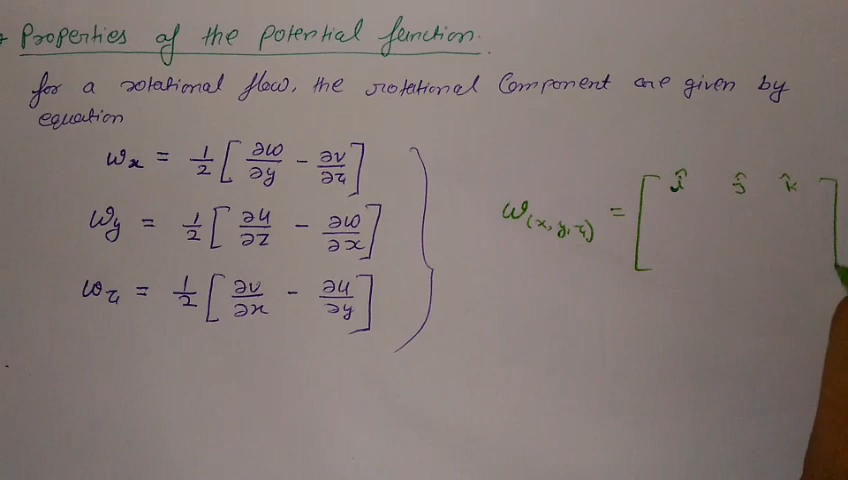 Properties of the potential function.
for a rotational flow, the rotational Component are given by
equation
ωx = 1/2 [ ∂w/∂y - ∂v/∂z ]
ωy = 1/2 [ ∂u/∂z - ∂w/∂x ]
ωz = 1/2 [ ∂v/∂x - ∂u/∂y ]
ω(x, y, z) = [ î ĵ k̂ ]